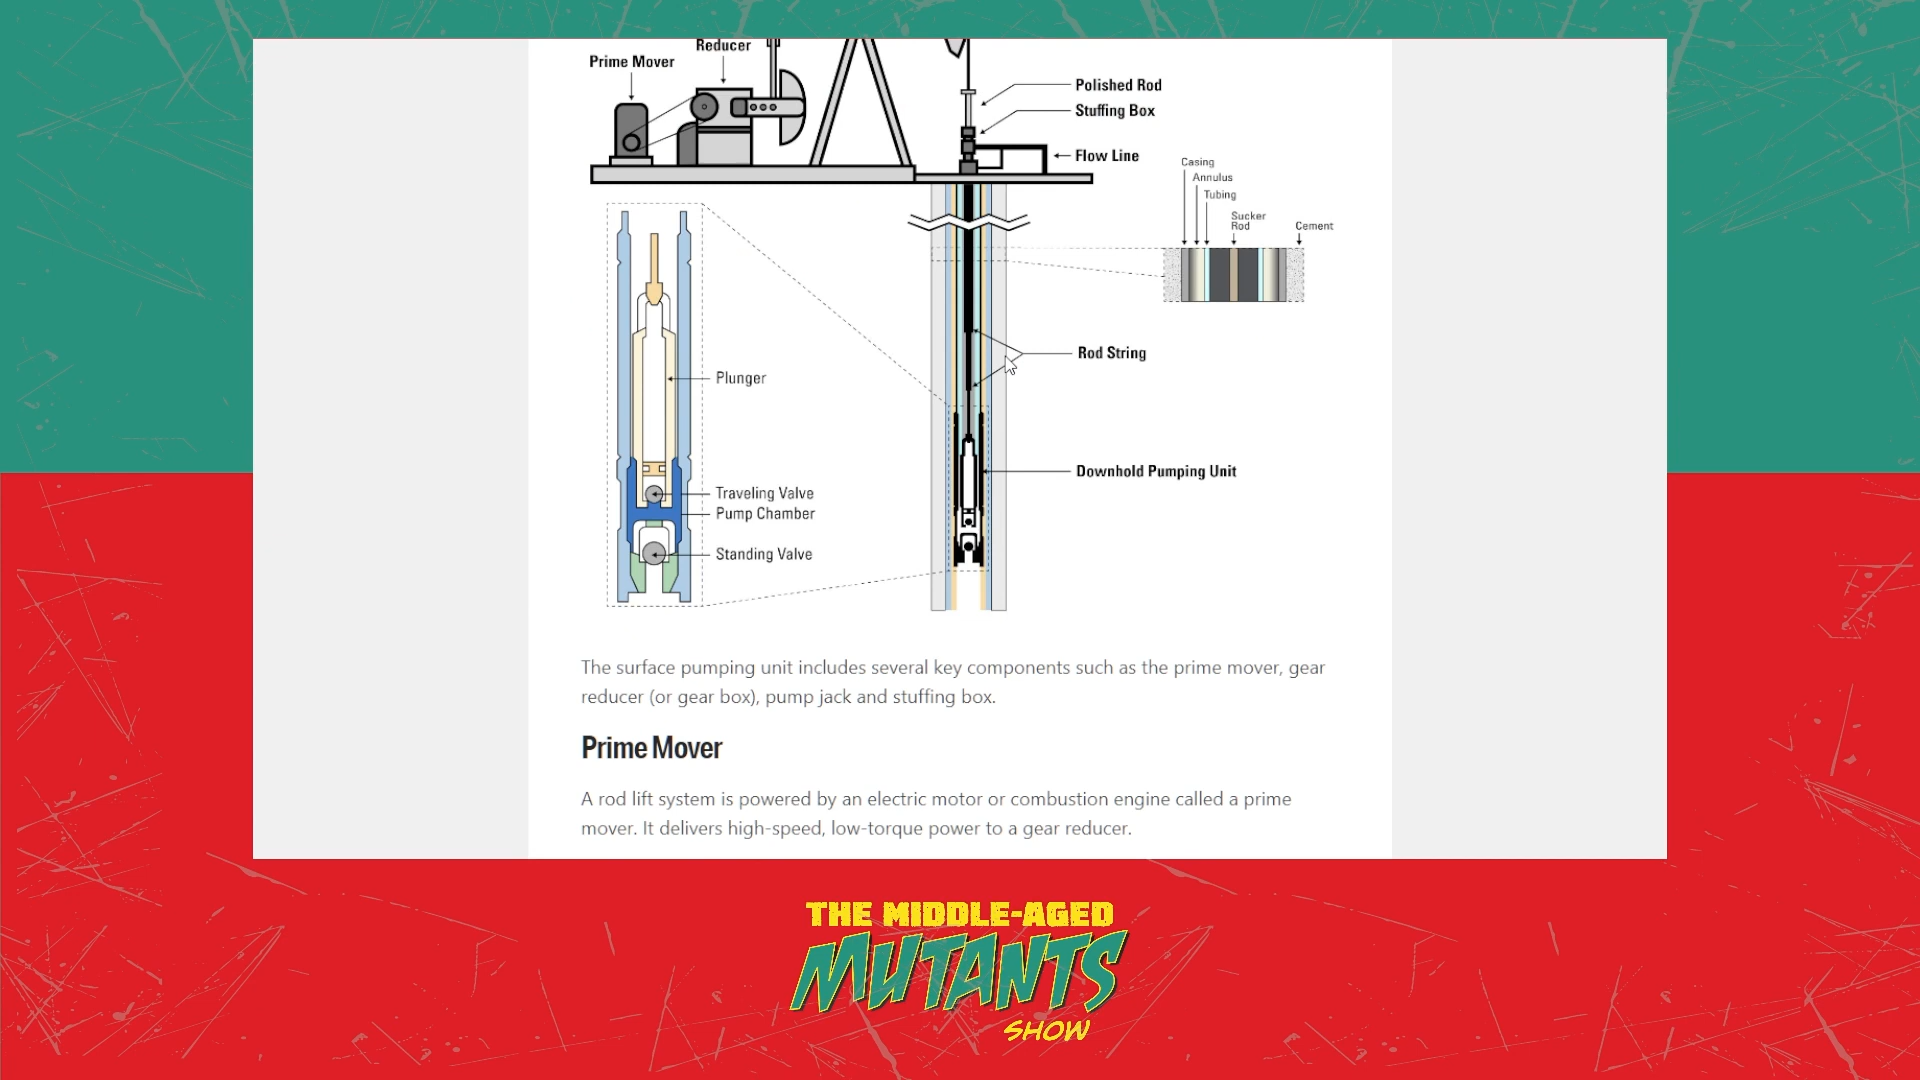 Reducer
Prime Mover
Polished Rod
Stuffing Box
Flow Line
Casing
Annulus
Tubing
Sucker
Rod
Cement
Rod String
Plunger
Downhold Pumping Unit
Traveling Valve
Pump Chamber
Standing Valve
The surface pumping unit includes several key components such as the prime mover, gear
reducer (or gear box), pump jack and stuffing box.
Prime Mover
A rod lift system is powered by an electric motor or combustion engine called a prime
mover. It delivers high-speed, low-torque power to a gear reducer.
THE MIDDLE-AGED
MUTANTS
SHOW